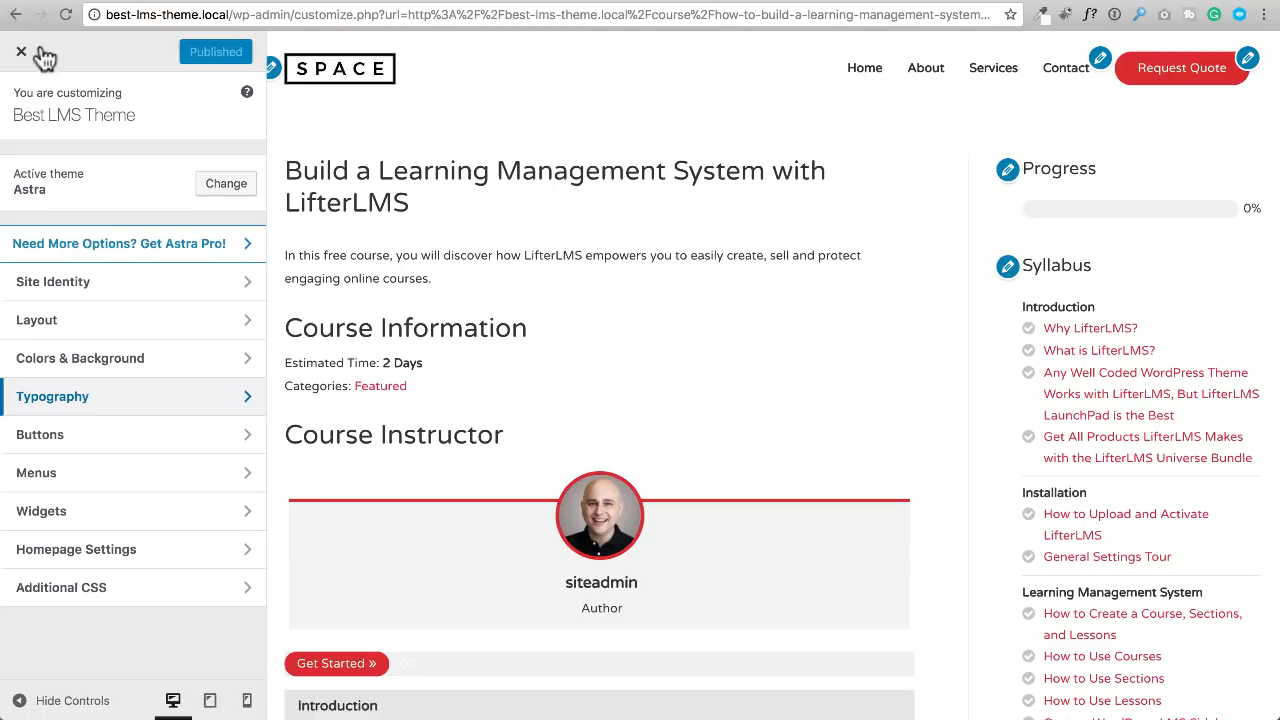 best-lms-theme.local/wp-admin/customize.php?url=http%3A%2F%2Fbest-lms-theme.local%2Fcourse%2Fhow-to-build-a-learning-management-system...
Published
You are customizing
Best LMS Theme
Active theme
Astra
Change
Need More Options? Get Astra Pro!
Site Identity
Layout
Colors & Background
Typography
Buttons
Menus
Widgets
Homepage Settings
Additional CSS
Hide Controls
SPACE
Home
About
Services
Contact
Request Quote
Build a Learning Management System with
LifterLMS
In this free course, you will discover how LifterLMS empowers you to easily create, sell and protect
engaging online courses.
Course Information
Estimated Time: 2 Days
Categories: Featured
Course Instructor
siteadmin
Author
Get Started »
0%
Introduction
Progress
0%
Syllabus
Introduction
Why LifterLMS?
What is LifterLMS?
Any Well Coded WordPress Theme
Works with LifterLMS, But LifterLMS
LaunchPad is the Best
Get All Products LifterLMS Makes
with the LifterLMS Universe Bundle
Installation
How to Upload and Activate
LifterLMS
General Settings Tour
Learning Management System
How to Create a Course, Sections,
and Lessons
How to Use Courses
How to Use Sections
How to Use Lessons